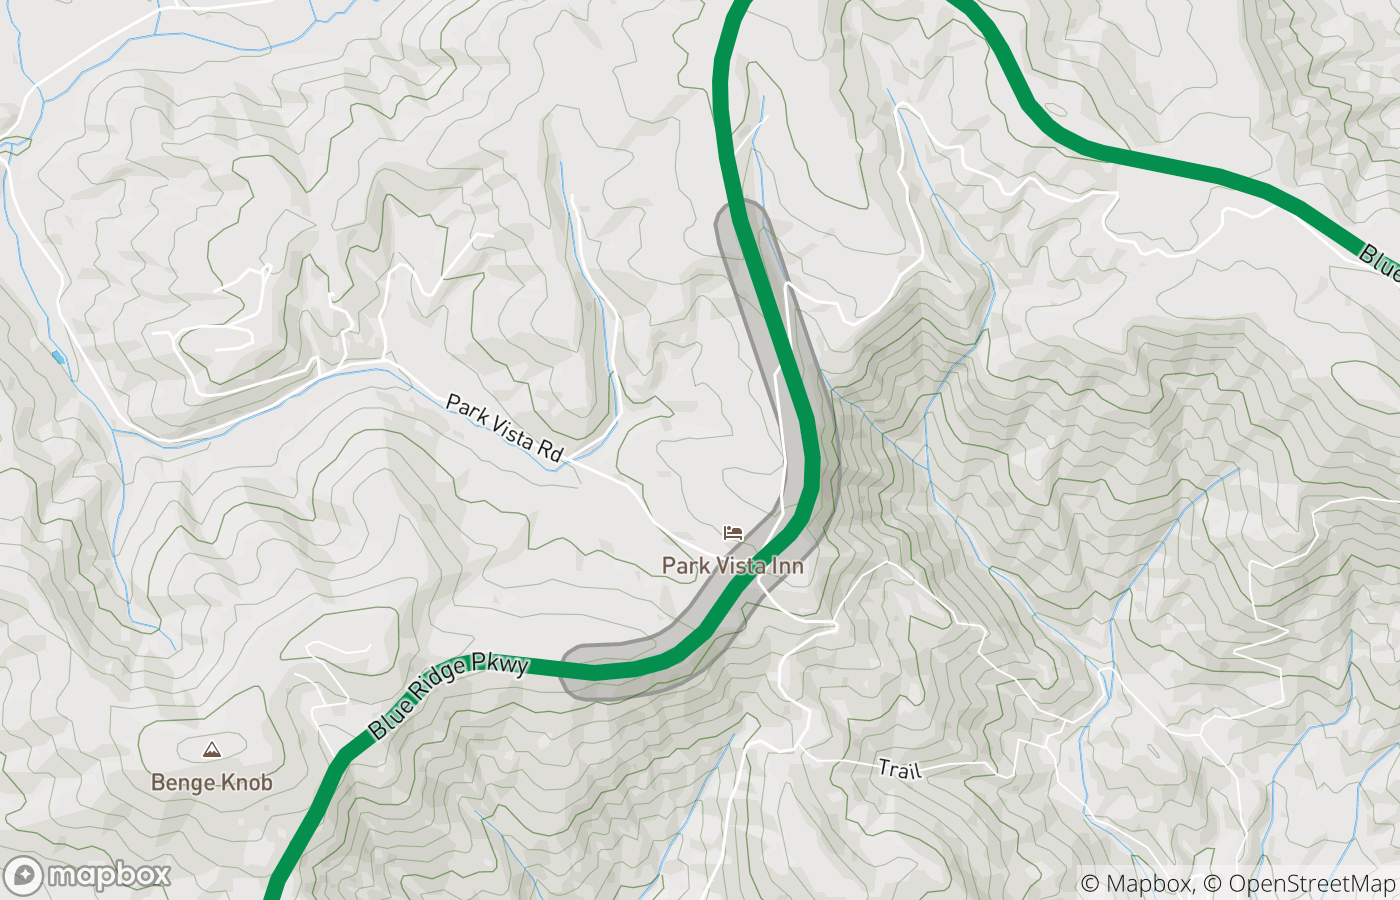 Blue
Park Vista Rd
Park Vista Inn
Blue Ridge Pkwy
Benge Knob
Trail
mapbox
© Mapbox, © OpenStreetMap